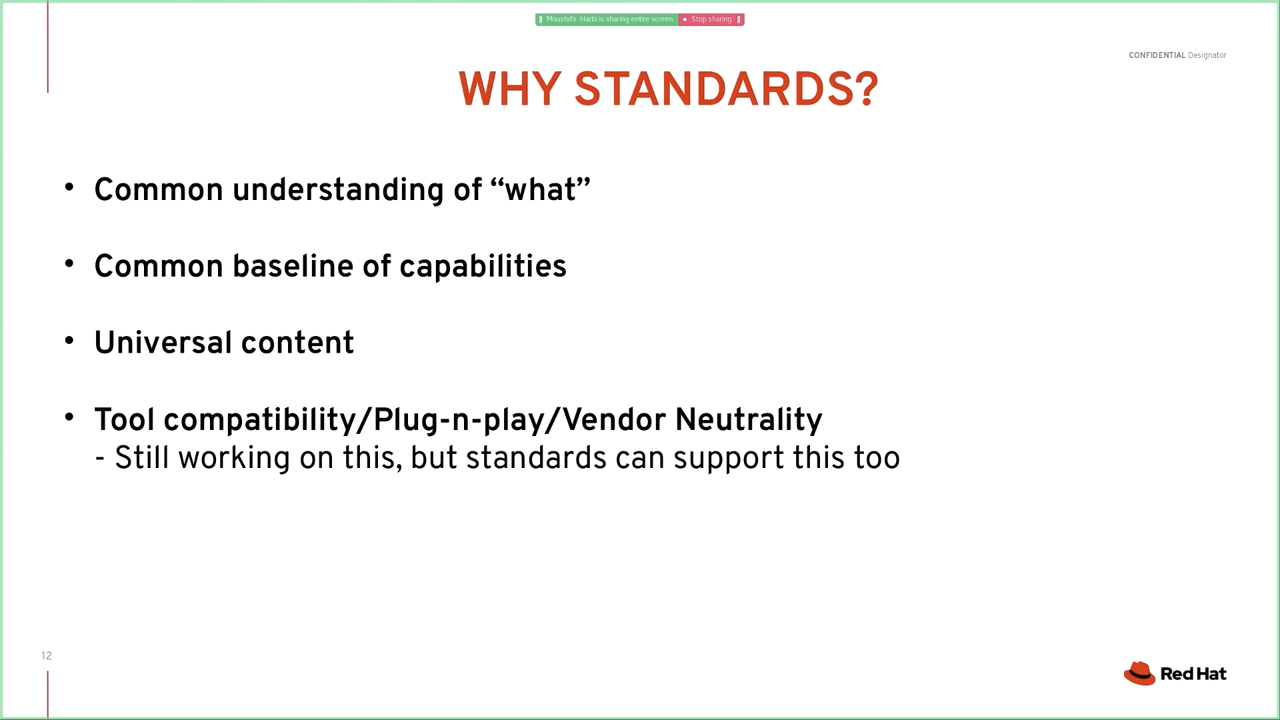 Moustafa Haebl is sharing entire screen Stop sharing
CONFIDENTIAL Designator
WHY STANDARDS?
• Common understanding of “what”
• Common baseline of capabilities
• Universal content
• Tool compatibility/Plug-n-play/Vendor Neutrality
- Still working on this, but standards can support this too
12
Red Hat